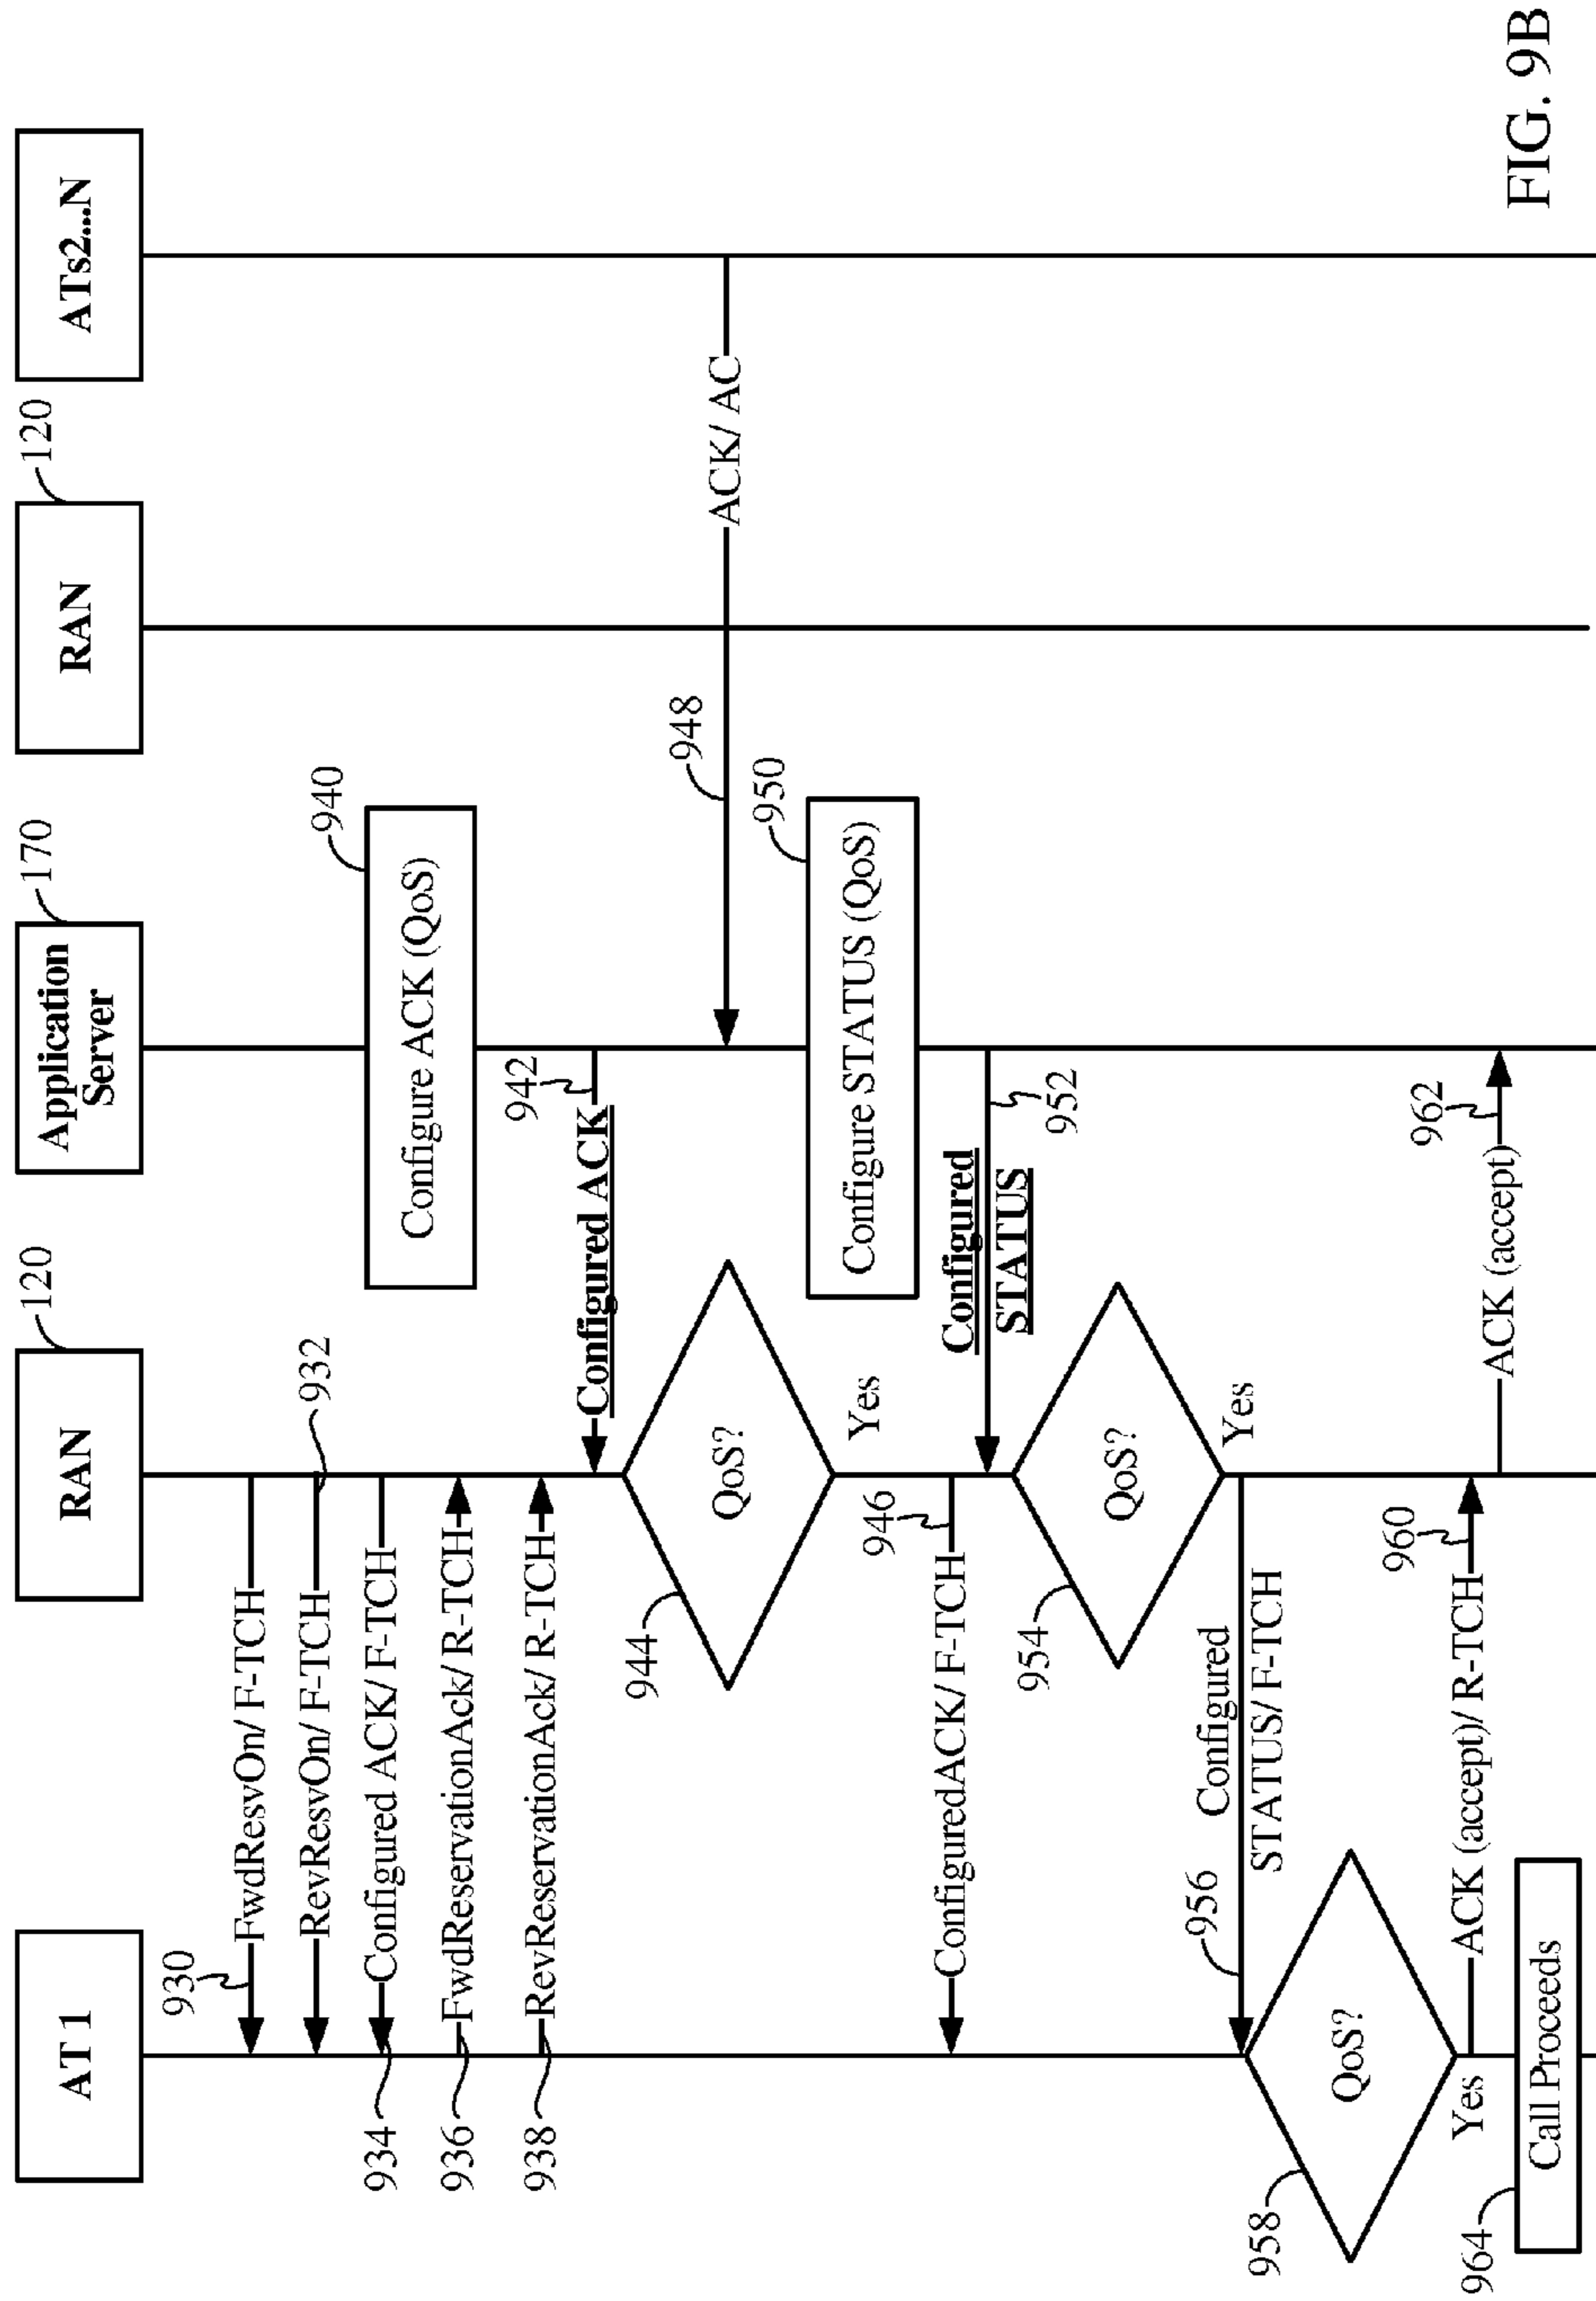 AT 1
RAN
120
Application
Server
170
RAN
120
ATs2...N
930
FwdResvOn/ F-TCH
RevResvOn/ F-TCH
932
934
Configured ACK/ F-TCH
940
Configure ACK (QoS)
936
FwdReservationAck/ R-TCH
938
RevReservationAck/ R-TCH
942
Configured ACK
944
QoS?
Yes
948
ACK/ AC
950
Configure STATUS (QoS)
946
ConfiguredACK/ F-TCH
Configured
STATUS
952
954
QoS?
Yes
956
Configured
STATUS/ F-TCH
958
QoS?
Yes
960
ACK (accept)/ R-TCH
962
ACK (accept)
964
Call Proceeds
FIG. 9B